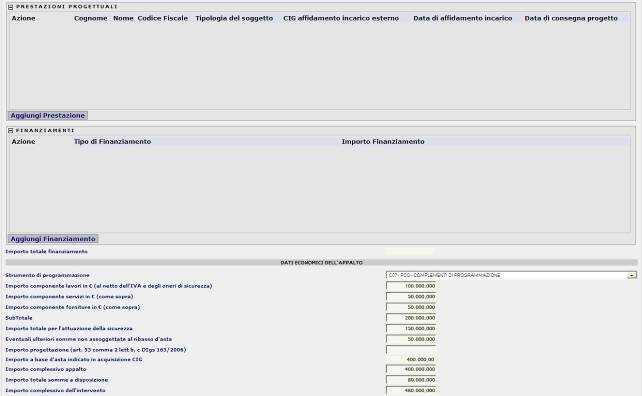 PRESTAZIONI PROGETTUALI
Azione Cognome Nome Codice Fiscale Tipologia del soggetto CIG affidamento incarico esterno Data di affidamento incarico Data di consegna progetto
Aggiungi Prestazione
FINANZIAMENTI
Azione Tipo di Finanziamento Importo Finanziamento
Aggiungi Finanziamento
Importo totale finanziamento
DATI ECONOMICI DELL'APPALTO
Strumento di programmazione C07 - PCO - COMPLEMENTI DI PROGRAMMAZIONE
Importo componente lavori in € (al netto dell'IVA e degli oneri di sicurezza) 100.000,000
Importo componente servizi in € (come sopra) 50.000,000
Importo componente forniture in € (come sopra) 50.000,000
SubTotale 200.000,000
Importo totale per l'attuazione della sicurezza 150.000,000
Eventuali ulteriori somme non assoggettate al ribasso d'asta 50.000,000
Importo progettazione (art. 53 comma 2 lett b, c Dlgs 163/2006)
Importo a base d'asta indicato in acquisizione CIG 400.000,00
Importo complessivo appalto 400.000,000
Importo totale somme a disposizione 80.000,000
Importo complessivo dell'intervento 480.000,000